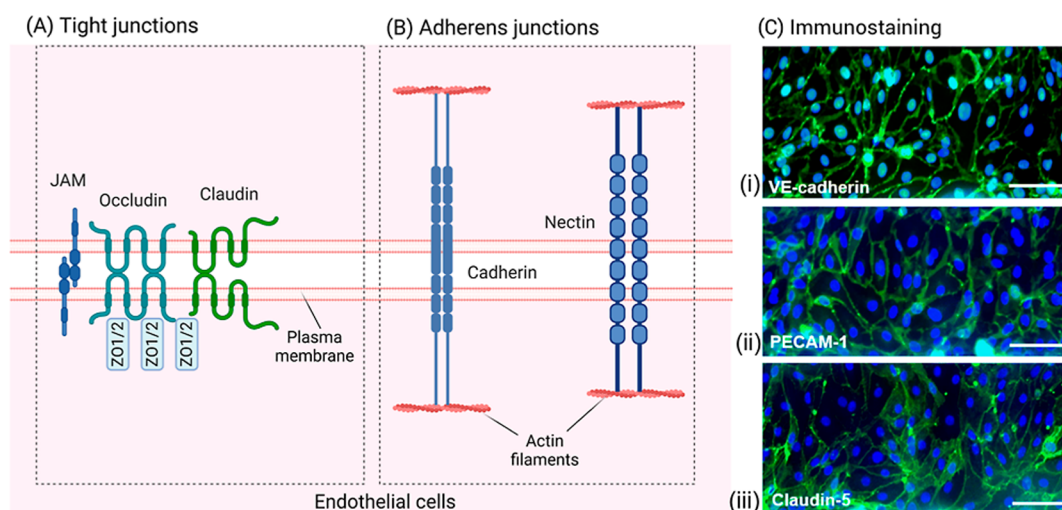 (A) Tight junctions
(B) Adherens junctions
(C) Immunostaining
JAM
Occludin
Claudin
ZO1/2
ZO1/2
ZO1/2
Plasma
membrane
Nectin
Cadherin
Actin
filaments
Endothelial cells
(i)
VE-cadherin
(ii)
PECAM-1
(iii)
Claudin-5